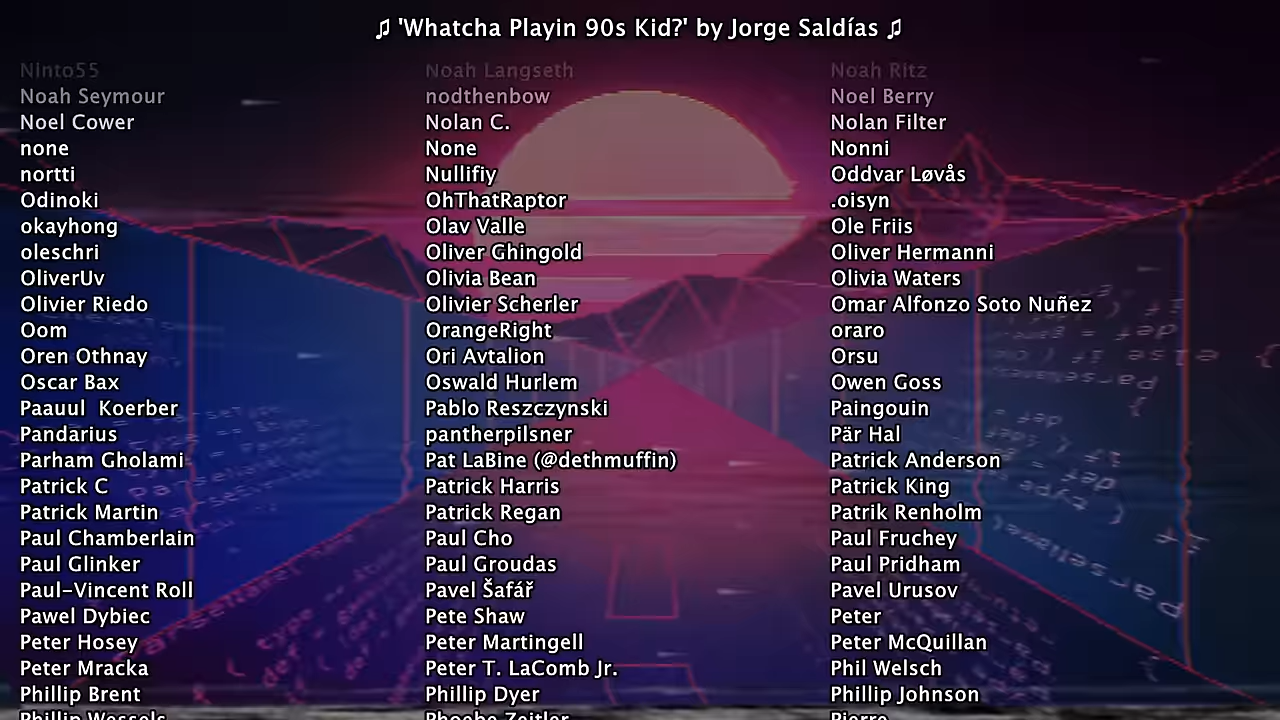 ♫ 'Whatcha Playin 90s Kid?' by Jorge Saldías ♫
Ninto55 Noah Langseth Noah Ritz
Noah Seymour nodthenbow Noel Berry
Noel Cower Nolan C. Nolan Filter
none None Nonni
nortti Nullifiy Oddvar Løvås
Odinoki OhThatRaptor .oisyn
okayhong Olav Valle Ole Friis
oleschri Oliver Ghingold Oliver Hermanni
OliverUv Olivia Bean Olivia Waters
Olivier Riedo Olivier Scherler Omar Alfonzo Soto Nuñez
Oom OrangeRight oraro
Oren Othnay Ori Avtalion Orsu
Oscar Bax Oswald Hurlem Owen Goss
Paauul  Koerber Pablo Reszczynski Paingouin
Pandarius pantherpilsner Pär Hal
Parham Gholami Pat LaBine (@dethmuffin) Patrick Anderson
Patrick C Patrick Harris Patrick King
Patrick Martin Patrick Regan Patrik Renholm
Paul Chamberlain Paul Cho Paul Fruchey
Paul Glinker Paul Groudas Paul Pridham
Paul-Vincent Roll Pavel Šafář Pavel Urusov
Pawel Dybiec Pete Shaw Peter
Peter Hosey Peter Martingell Peter McQuillan
Peter Mracka Peter T. LaComb Jr. Phil Welsch
Phillip Brent Phillip Dyer Phillip Johnson
Phillip Wessels Phoebe Zeitler Pierre